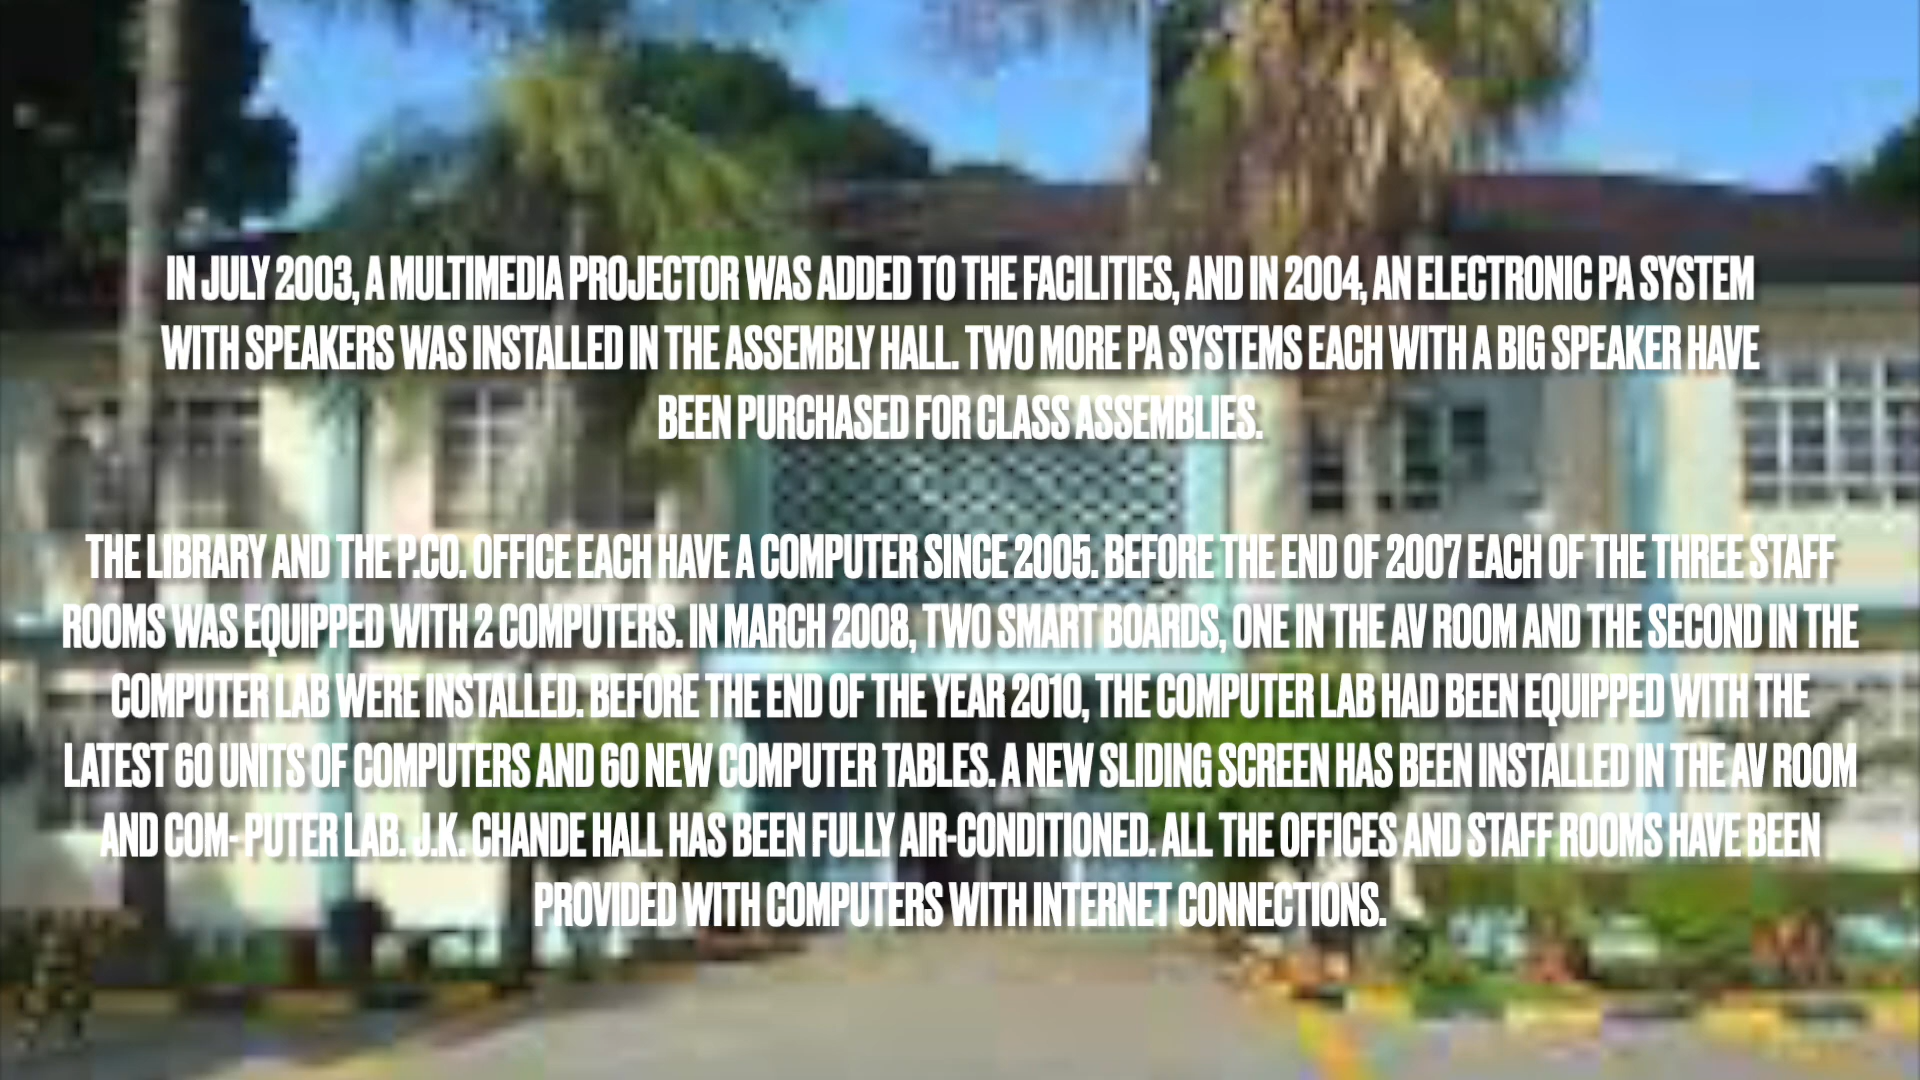 IN JULY 2003, A MULTIMEDIA PROJECTOR WAS ADDED TO THE FACILITIES, AND IN 2004, AN ELECTRONIC PA SYSTEM
WITH SPEAKERS WAS INSTALLED IN THE ASSEMBLY HALL. TWO MORE PA SYSTEMS EACH WITH A BIG SPEAKER HAVE
BEEN PURCHASED FOR CLASS ASSEMBLIES.
THE LIBRARY AND THE P.CO. OFFICE EACH HAVE A COMPUTER SINCE 2005. BEFORE THE END OF 2007 EACH OF THE THREE STAFF
ROOMS WAS EQUIPPED WITH 2 COMPUTERS. IN MARCH 2008, TWO SMART BOARDS, ONE IN THE AV ROOM AND THE SECOND IN THE
COMPUTER LAB WERE INSTALLED. BEFORE THE END OF THE YEAR 2010, THE COMPUTER LAB HAD BEEN EQUIPPED WITH THE
LATEST 60 UNITS OF COMPUTERS AND 60 NEW COMPUTER TABLES. A NEW SLIDING SCREEN HAS BEEN INSTALLED IN THE AV ROOM
AND COM- PUTER LAB. J.K. CHANDE HALL HAS BEEN FULLY AIR-CONDITIONED. ALL THE OFFICES AND STAFF ROOMS HAVE BEEN
PROVIDED WITH COMPUTERS WITH INTERNET CONNECTIONS.